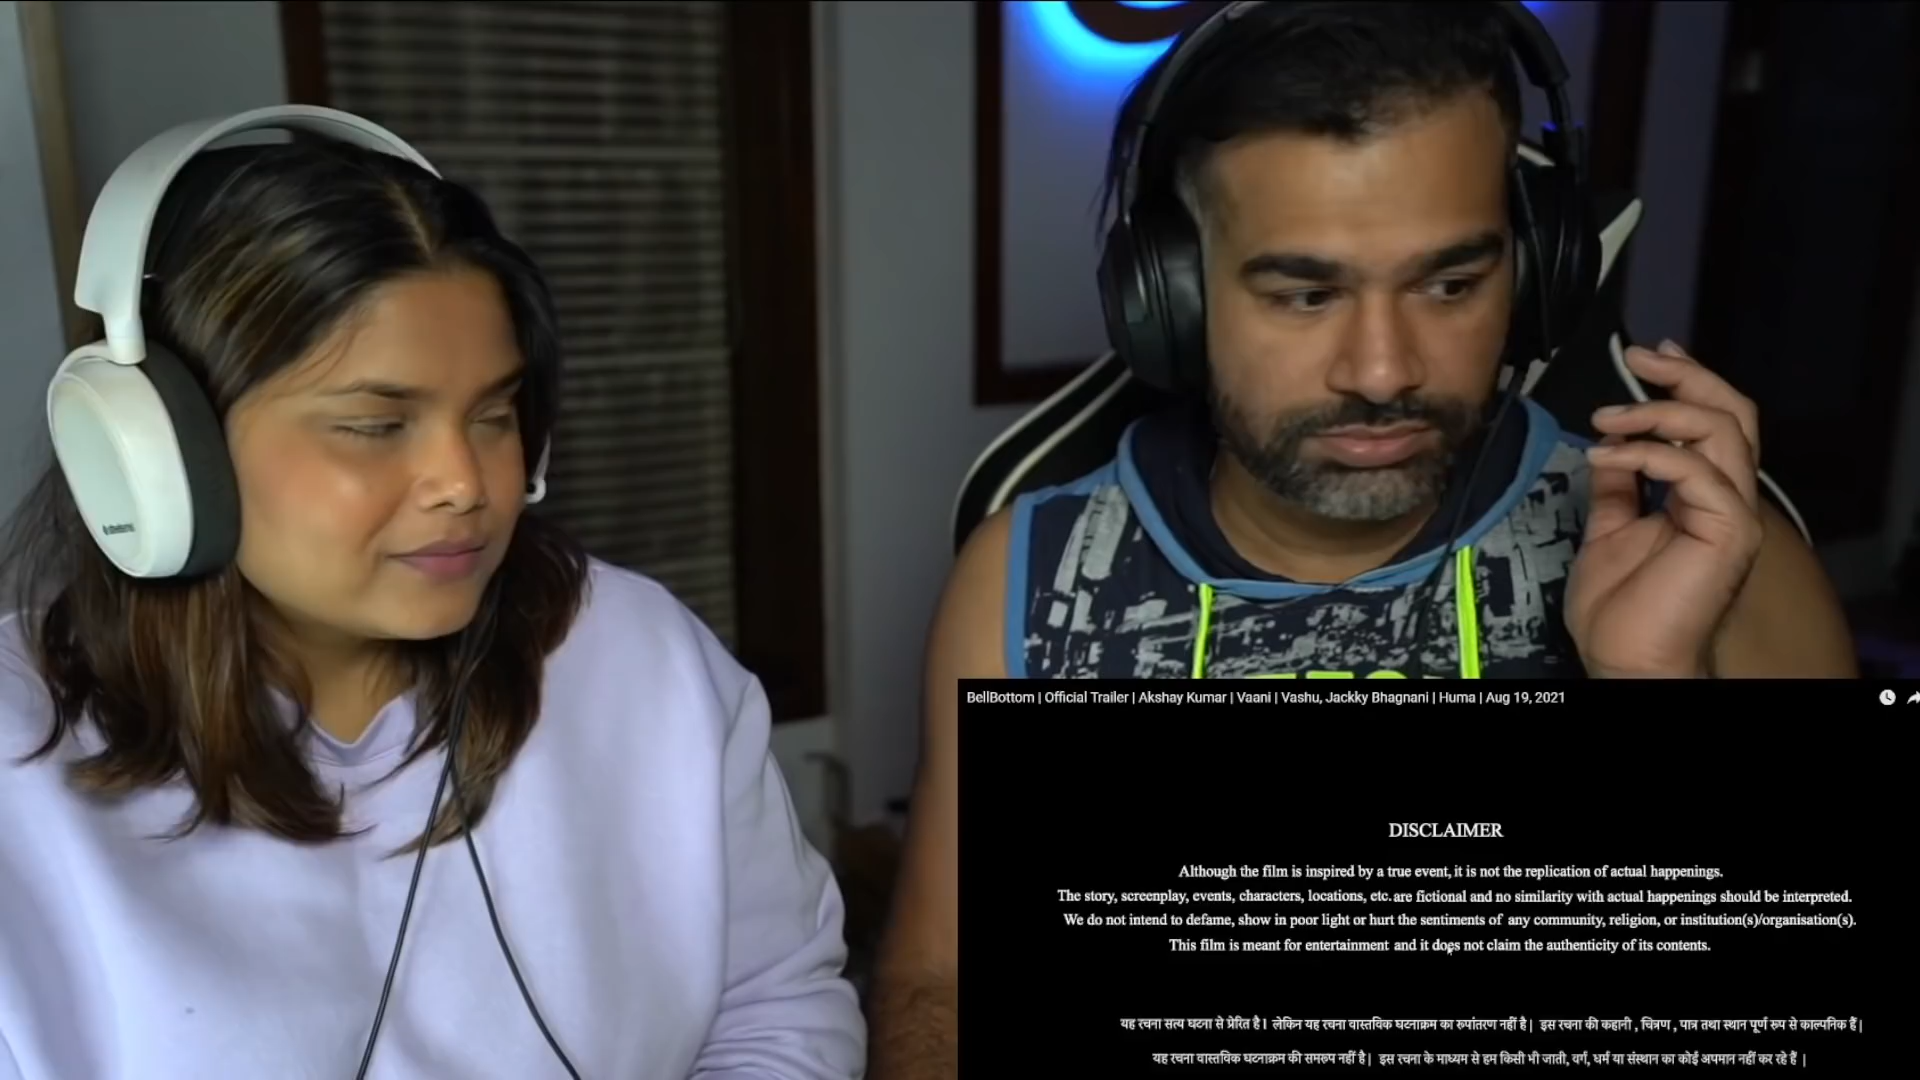 BellBottom | Official Trailer | Akshay Kumar | Vaani | Vashu, Jackky Bhagnani | Huma | Aug 19, 2021
DISCLAIMER
Although the film is inspired by a true event, it is not the replication of actual happenings.
The story, screenplay, events, characters, locations, etc. are fictional and no similarity with actual happenings should be interpreted.
We do not intend to defame, show in poor light or hurt the sentiments of any community, religion, or institution(s)/organisation(s).
This film is meant for entertainment and it does not claim the authenticity of its contents.
यह रचना सत्य घटना से प्रेरित है। लेकिन यह रचना वास्तविक घटनाक्रम का रूपांतरण नहीं है| इस रचना की कहानी , चित्रण , पात्र तथा स्थान पूर्ण रूप से काल्पनिक हैं|
यह रचना वास्तविक घटनाक्रम की समरूप नहीं है| इस रचना के माध्यम से हम किसी भी जाती, वर्ग, धर्म या संस्थान का कोई अपमान नहीं कर रहे हैं |